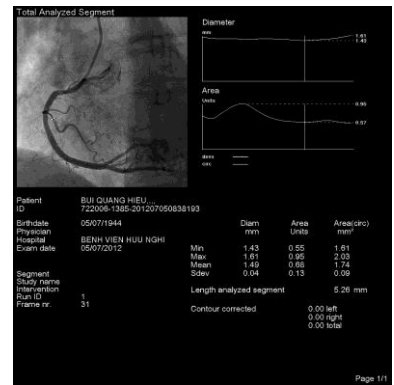 Total Analyzed Segment
Diameter
mm
1.61
1.43
Area
Units
0.95
0.57
dens
circ
Patient BUI QUANG HIEU,...
ID 722006-1385-201207050838193
Birthdate 05/07/1944
Physician
Hospital BENH VIEN HUU NGHI
Exam date 05/07/2012
Segment
Study name
Intervention
Run ID 1
Frame nr. 31
Diam Area Area(circ)
mm Units mm²
Min 1.43 0.55 1.61
Max 1.61 0.95 2.03
Mean 1.49 0.68 1.74
Sdev 0.04 0.13 0.09
Length analyzed segment 5.26 mm
Contour corrected 0.00 left
0.00 right
0.00 total
Page 1/1